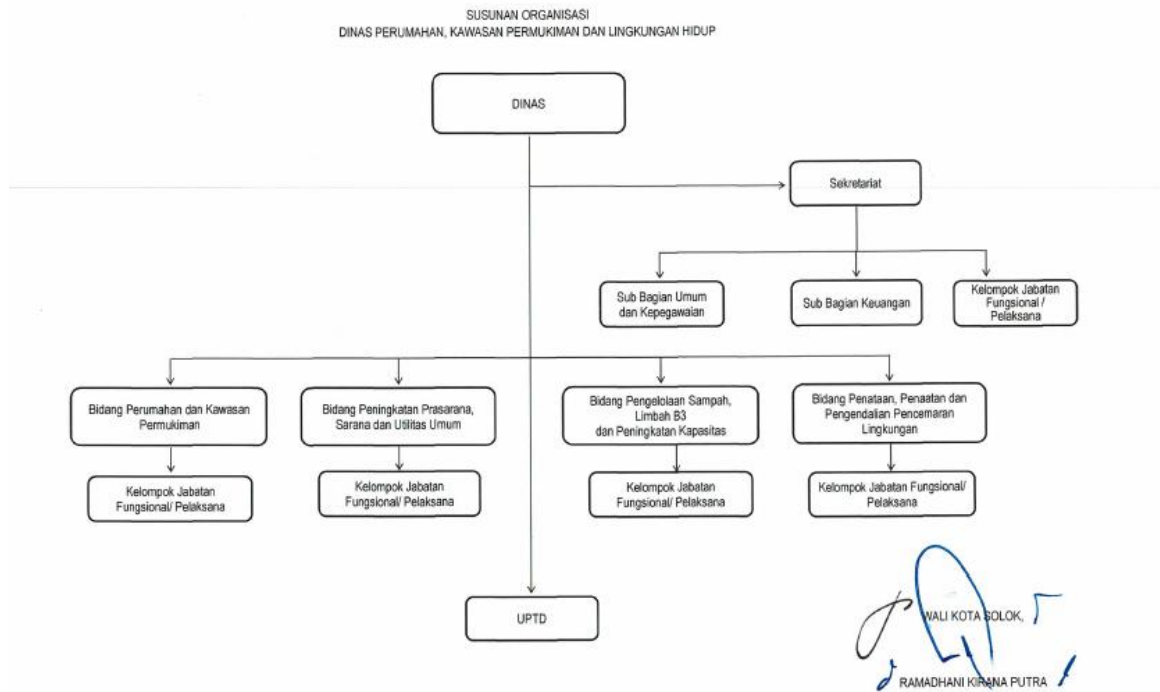 SUSUNAN ORGANISASI
DINAS PERUMAHAN, KAWASAN PERMUKIMAN DAN LINGKUNGAN HIDUP
DINAS
Sekretariat
Sub Bagian Umum
dan Kepegawaian
Sub Bagian Keuangan
Kelompok Jabatan
Fungsional /
Pelaksana
Bidang Perumahan dan Kawasan
Permukiman
Bidang Peningkatan Prasarana,
Sarana dan Utilitas Umum
Bidang Pengelolaan Sampah,
Limbah B3
dan Peningkatan Kapasitas
Bidang Penataan, Penaatan dan
Pengendalian Pencemaran
Lingkungan
Kelompok Jabatan
Fungsional/ Pelaksana
Kelompok Jabatan
Fungsional/ Pelaksana
Kelompok Jabatan
Fungsional/ Pelaksana
Kelompok Jabatan Fungsional/
Pelaksana
UPTD
WALI KOTA SOLOK,
RAMADHANI KIRANA PUTRA